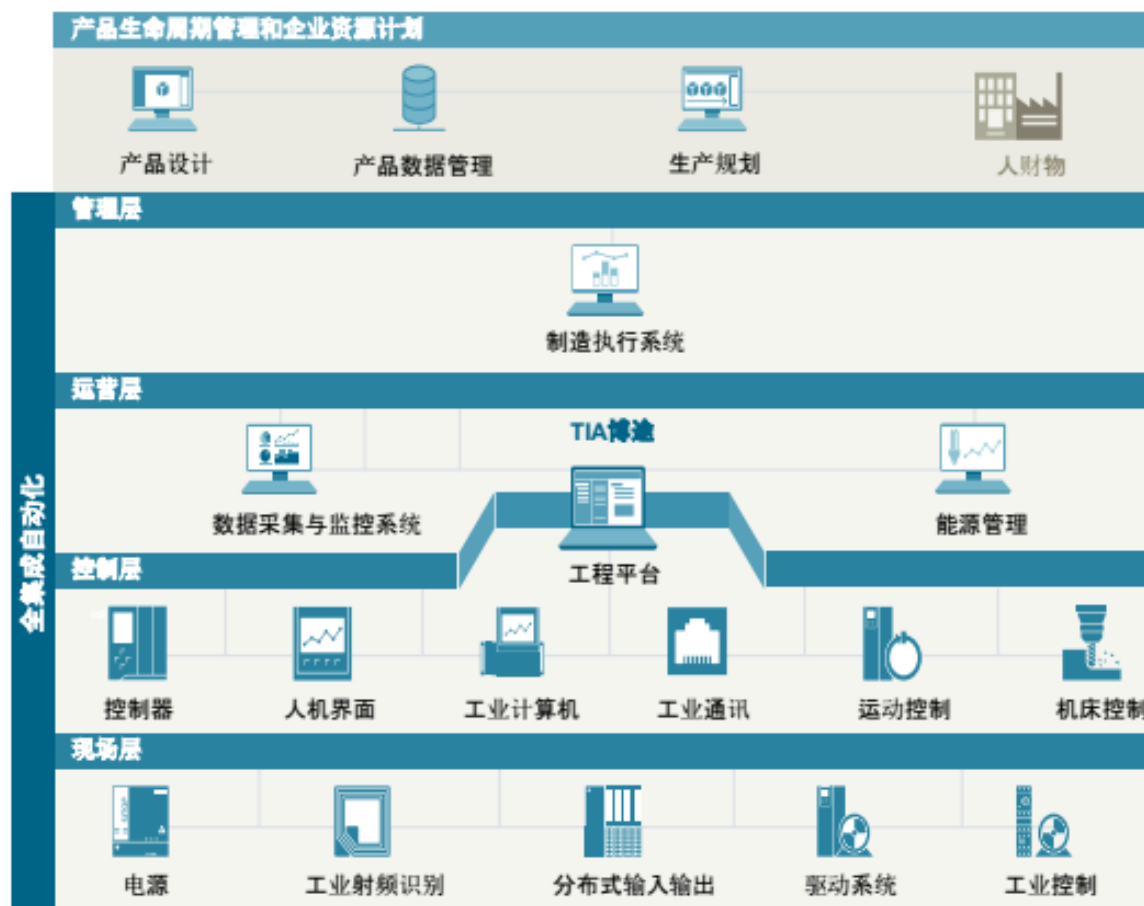 产品生命周期管理和企业资源计划
产品设计
产品数据管理
生产规划
人财物
全集成自动化
管理层
制造执行系统
运营层
TIA博途
数据采集与监控系统
工程平台
能源管理
控制层
控制器
人机界面
工业计算机
工业通讯
运动控制
机床控制
现场层
电源
工业射频识别
分布式输入输出
驱动系统
工业控制